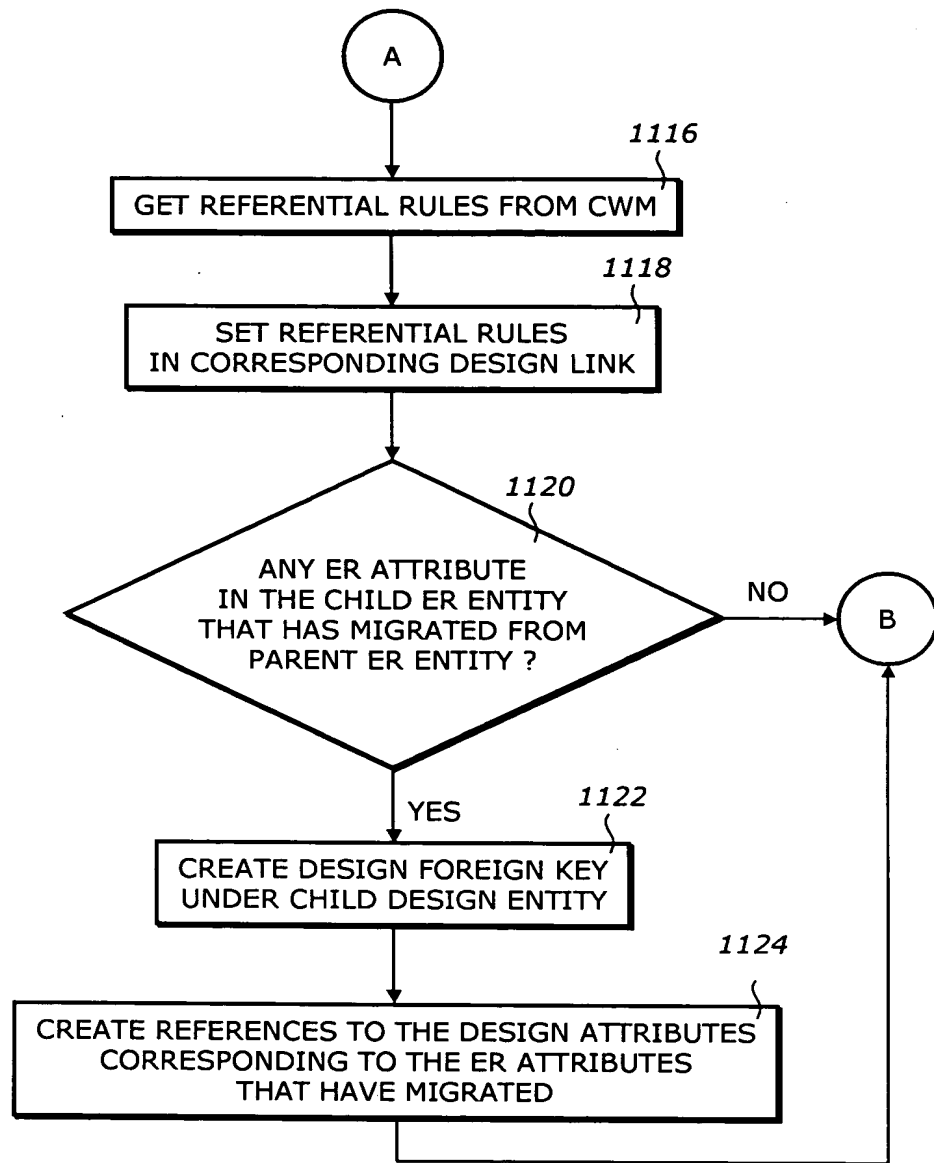 A
1116
GET REFERENTIAL RULES FROM CWM
1118
SET REFERENTIAL RULES
IN CORRESPONDING DESIGN LINK
1120
ANY ER ATTRIBUTE
IN THE CHILD ER ENTITY
THAT HAS MIGRATED FROM
PARENT ER ENTITY ?
NO
B
YES
1122
CREATE DESIGN FOREIGN KEY
UNDER CHILD DESIGN ENTITY
1124
CREATE REFERENCES TO THE DESIGN ATTRIBUTES
CORRESPONDING TO THE ER ATTRIBUTES
THAT HAVE MIGRATED